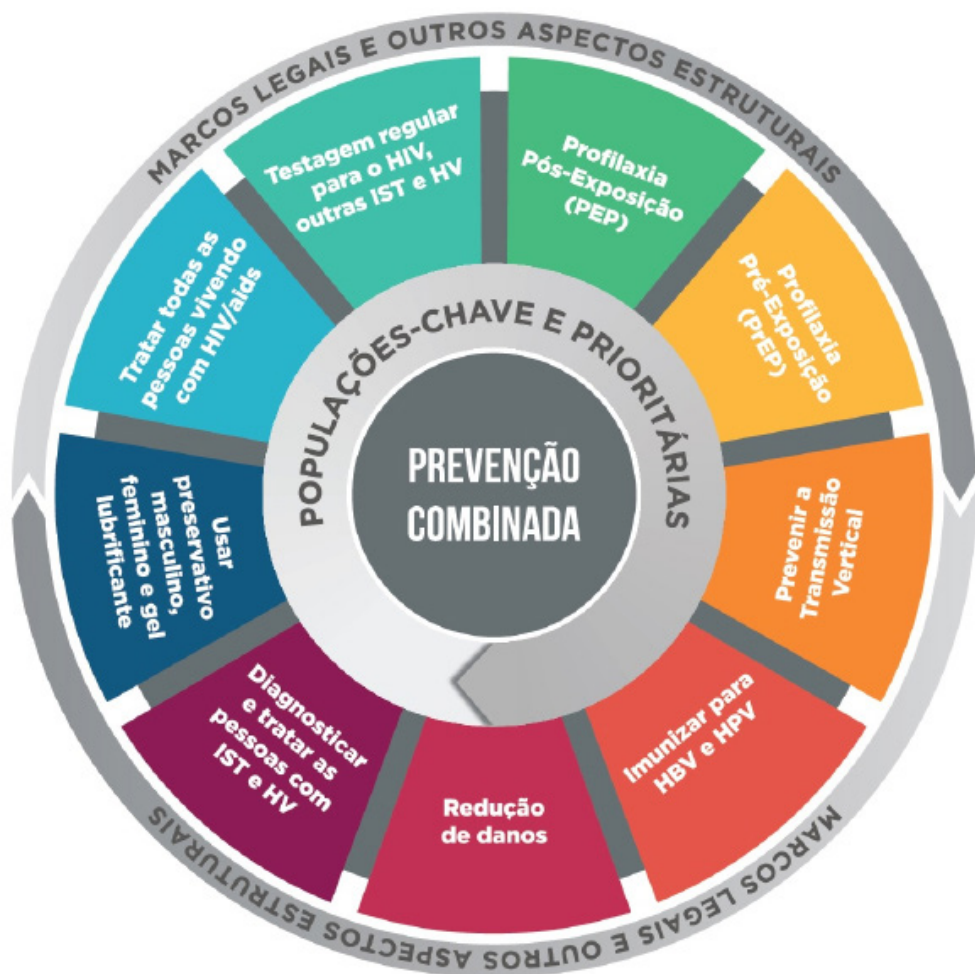 MARCOS LEGAIS E OUTROS ASPECTOS ESTRUTURAIS
Testagem regular
para o HIV,
outras IST e HV
Profilaxia
Pós-Exposição
(PEP)
Profilaxia
Pré-Exposição
(PrEP)
Prevenir a
Transmissão
Vertical
Imunizar para
HBV e HPV
Redução
de danos
Diagnosticar
e tratar as
pessoas com
IST e HV
Usar
preservativo
masculino,
feminino e gel
lubrificante
Tratar todas as
pessoas vivendo
com HIV/aids
POPULAÇÕES-CHAVE E PRIORITÁRIAS
PREVENÇÃO
COMBINADA
MARCOS LEGAIS E OUTROS ASPECTOS ESTRUTURAIS